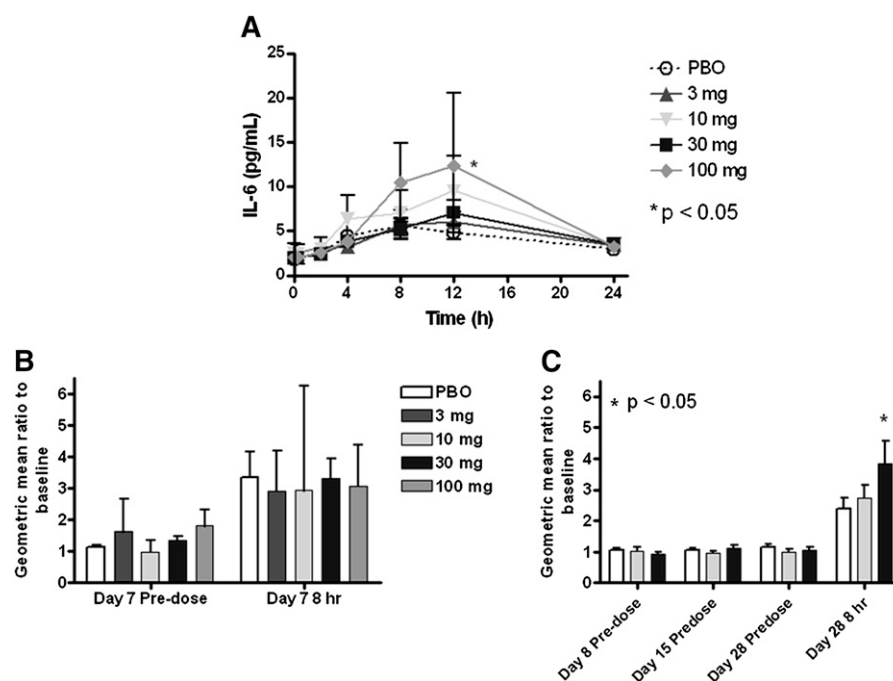 A
25
20
15
10
5
0
IL-6 (pg/mL)
0 4 8 12 16 20 24
Time (h)
*
PBO
3 mg
10 mg
30 mg
100 mg
*p < 0.05
B
Geometric mean ratio to
baseline
6
5
4
3
2
1
0
Day 7 Pre-dose Day 7 8 hr
PBO
3 mg
10 mg
30 mg
100 mg
C
Geometric mean ratio to
baseline
6
5
4
3
2
1
0
* p < 0.05
*
Day 8 Pre-dose
Day 15 Predose
Day 28 Predose
Day 28 8 hr